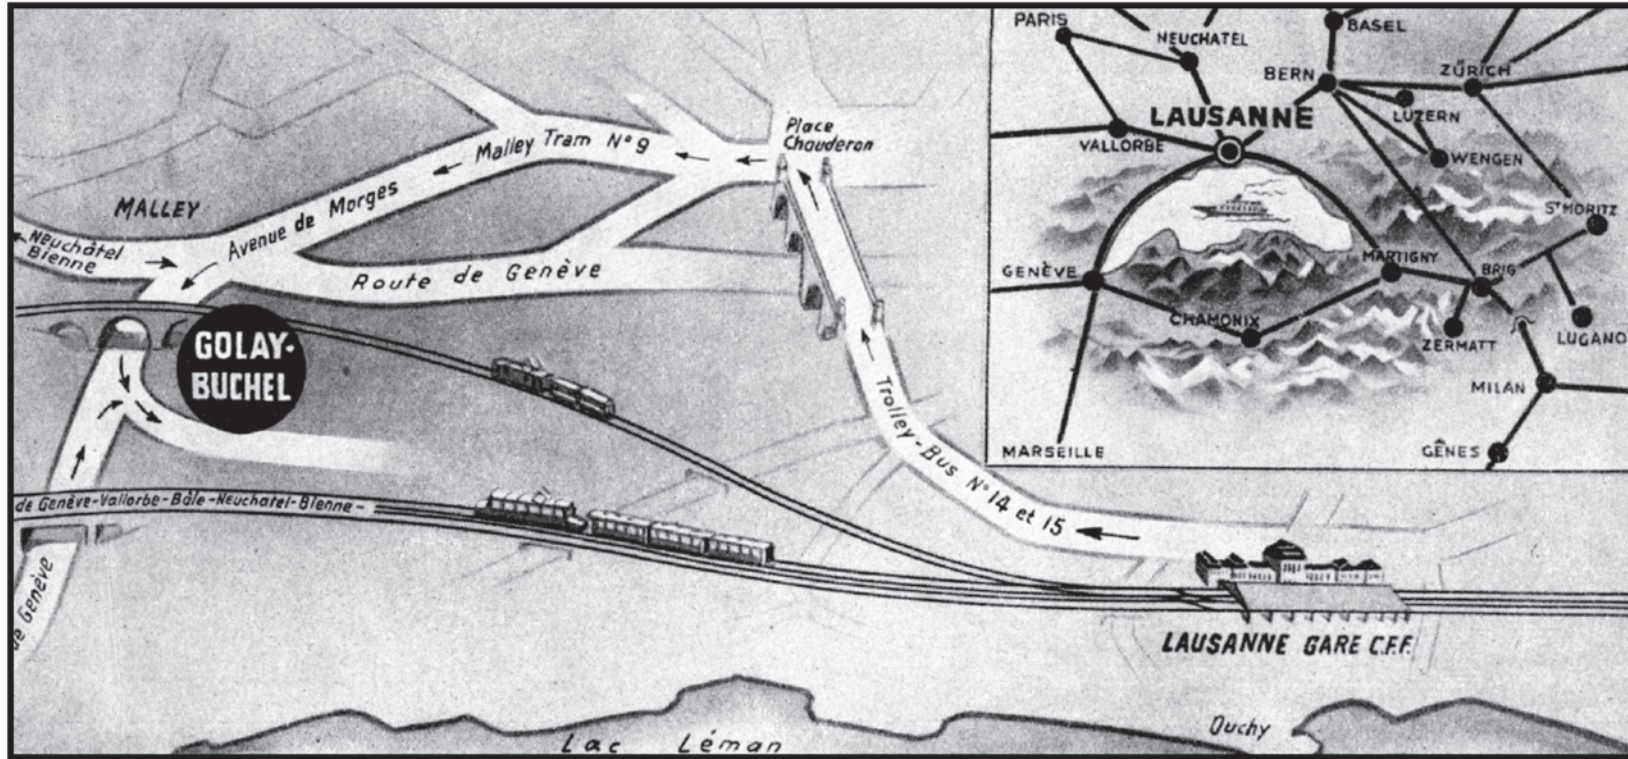 Place
Chauderon
Malley Tram N° 9
MALLEY
Avenue de Morges
Neuchâtel
Bienne
Route de Genève
GOLAY-
BUCHEL
Trolley-Bus N° 14 et 15
de Genève-Vallorbe-Bâle-Neuchatel-Bienne-
de Genève
LAUSANNE GARE C.F.F.
Ouchy
Lac Léman
PARIS
BASEL
NEUCHATEL
BERN
ZÜRICH
LAUSANNE
LUZERN
VALLORBE
WENGEN
ST MORITZ
GENÈVE
MARTIGNY
BRIG
CHAMONIX
ZERMATT
LUGANO
MILAN
MARSEILLE
GÊNES